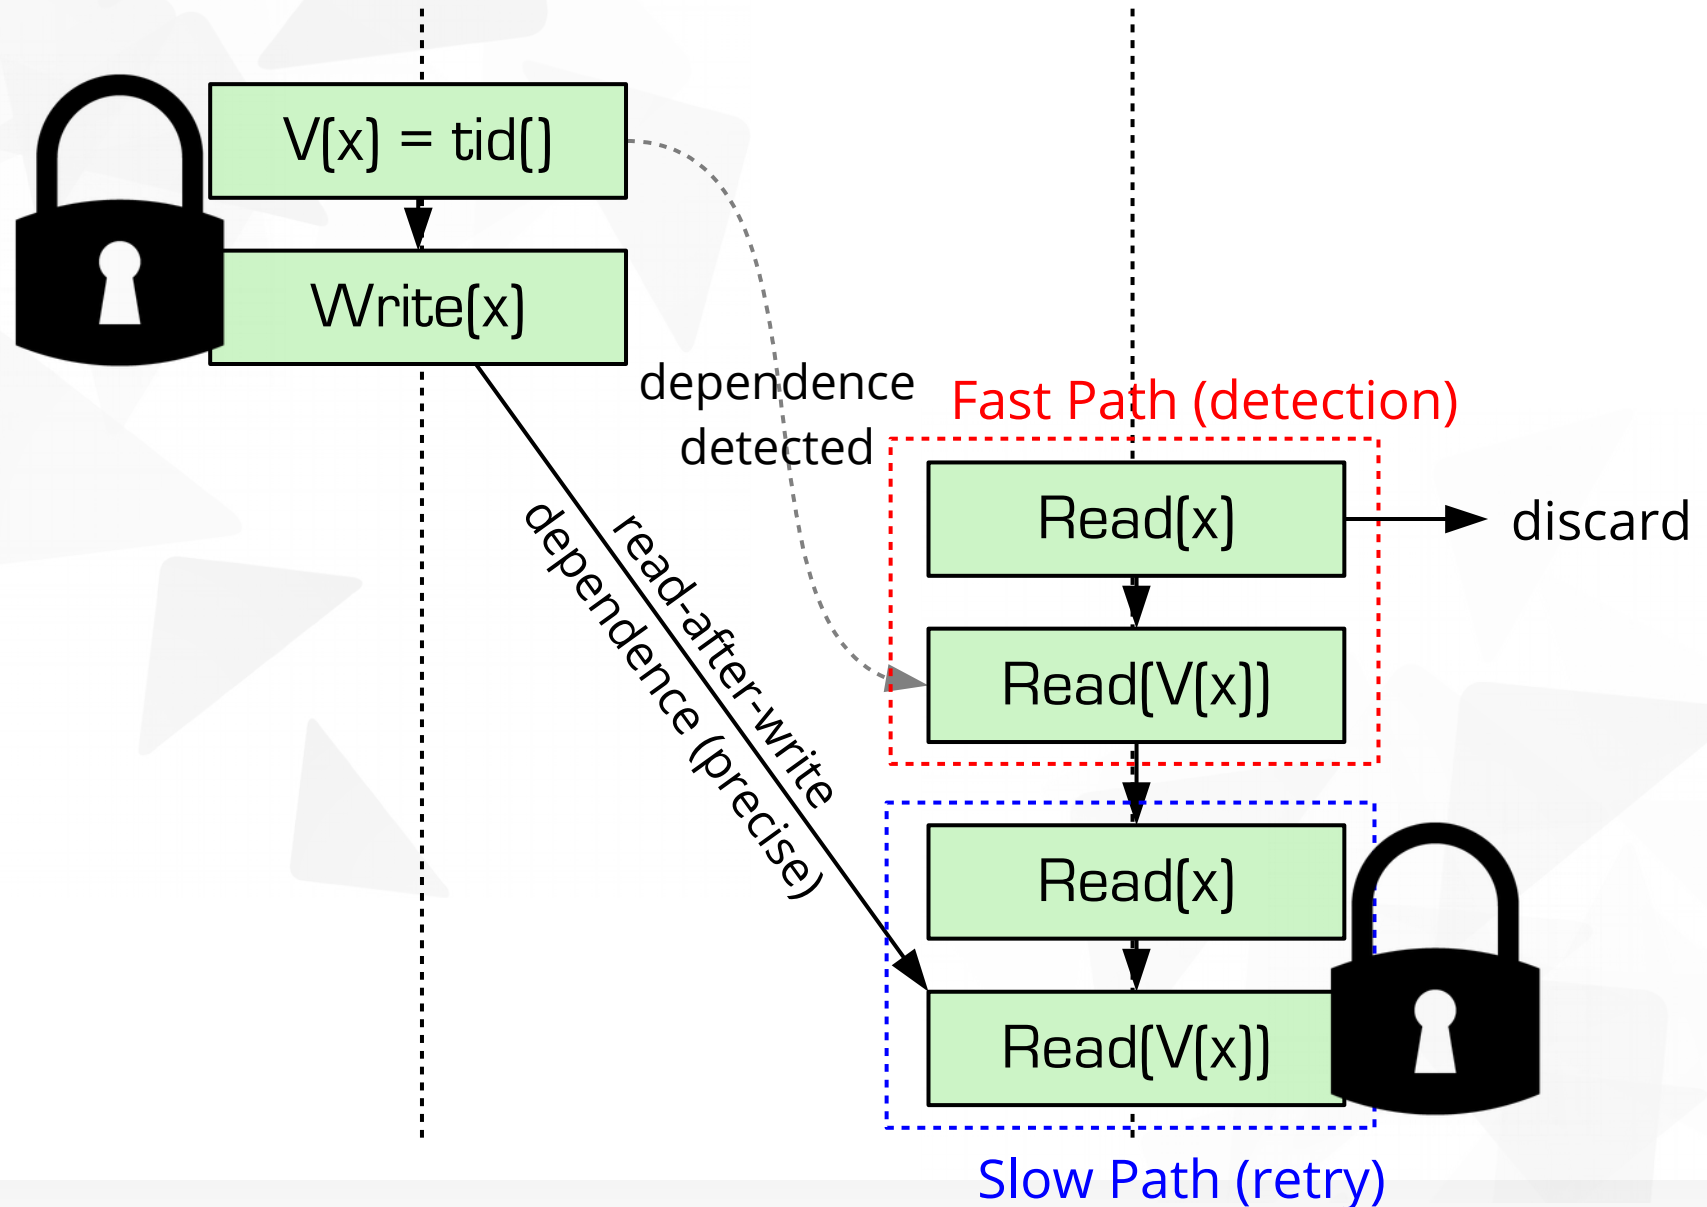 V(x) = tid()
Write(x)
dependence
detected
read-after-write
dependence (precise)
Fast Path (detection)
Read(x)
discard
Read(V(x))
Read(x)
Read(V(x))
Slow Path (retry)